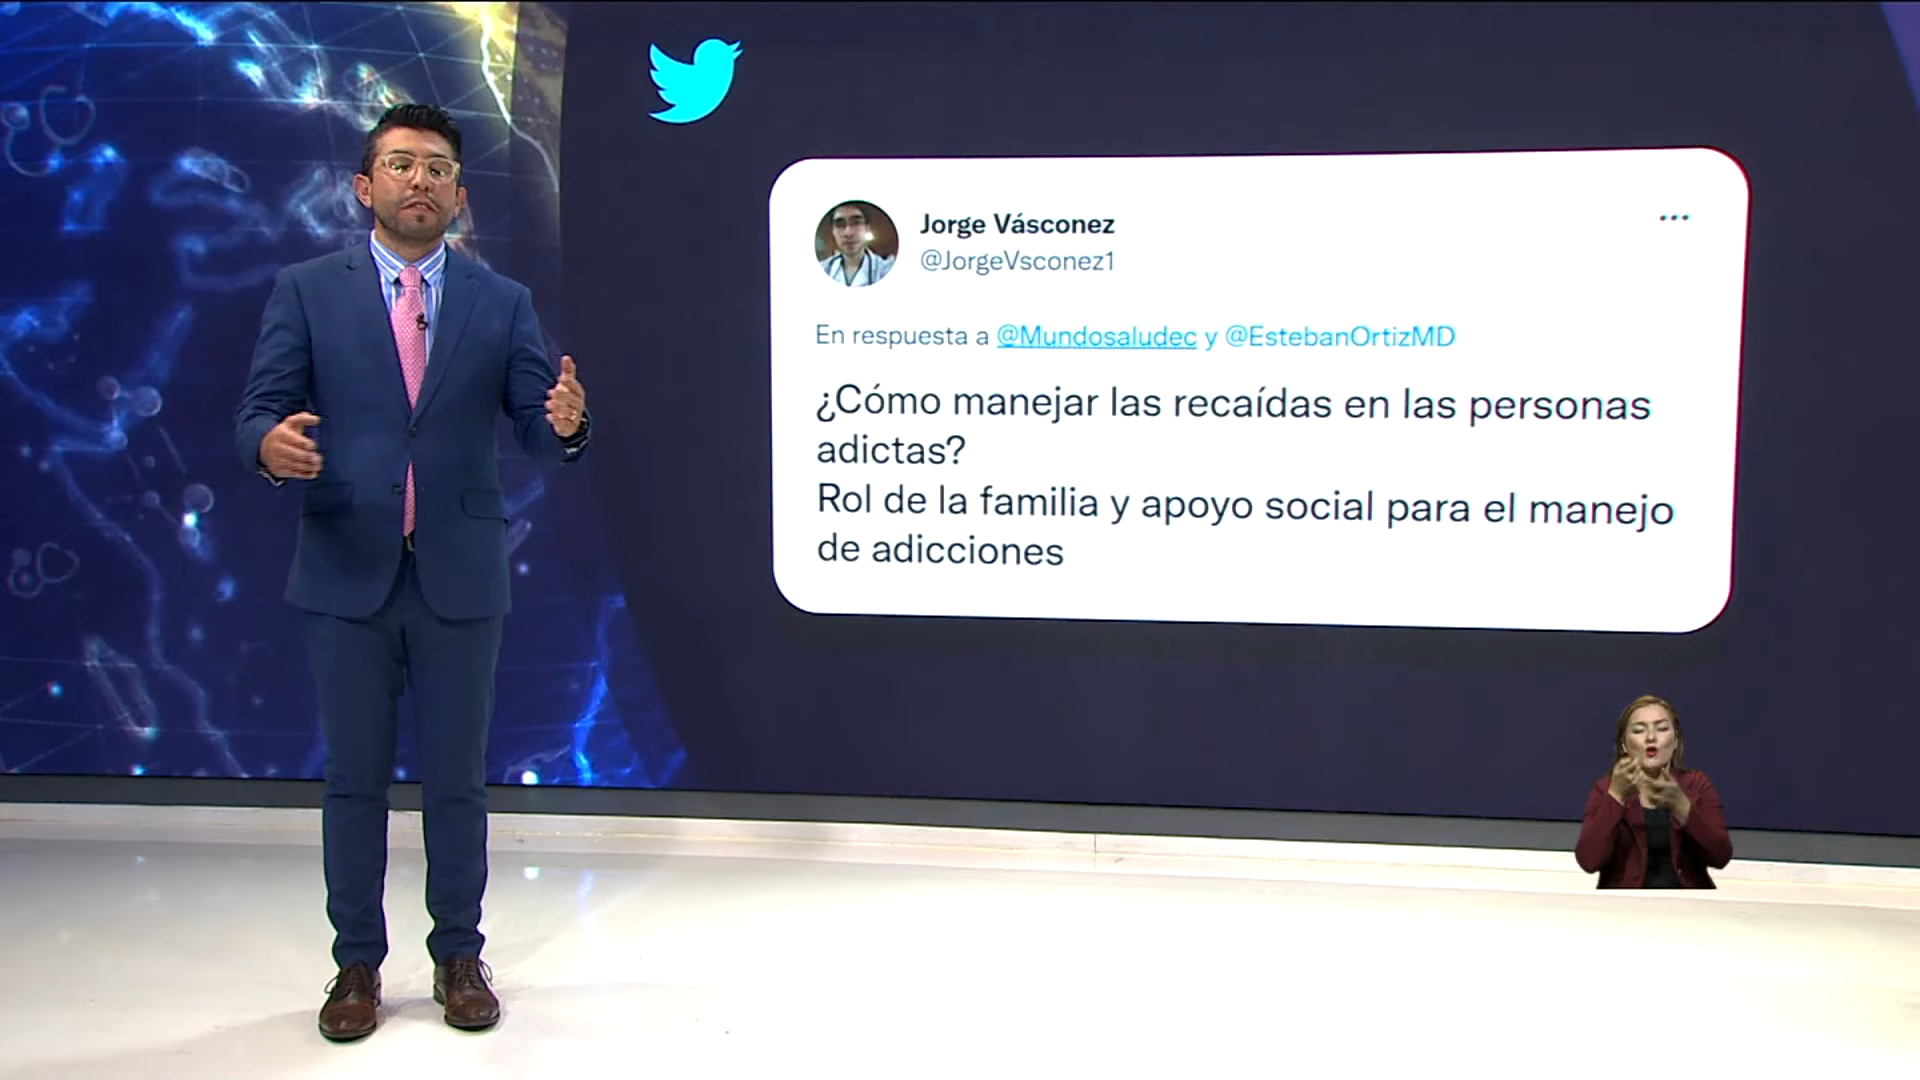 Jorge Vásconez
@JorgeVsconez1
En respuesta a @Mundosaludec y @EstebanOrtizMD
¿Cómo manejar las recaídas en las personas
adictas?
Rol de la familia y apoyo social para el manejo
de adicciones